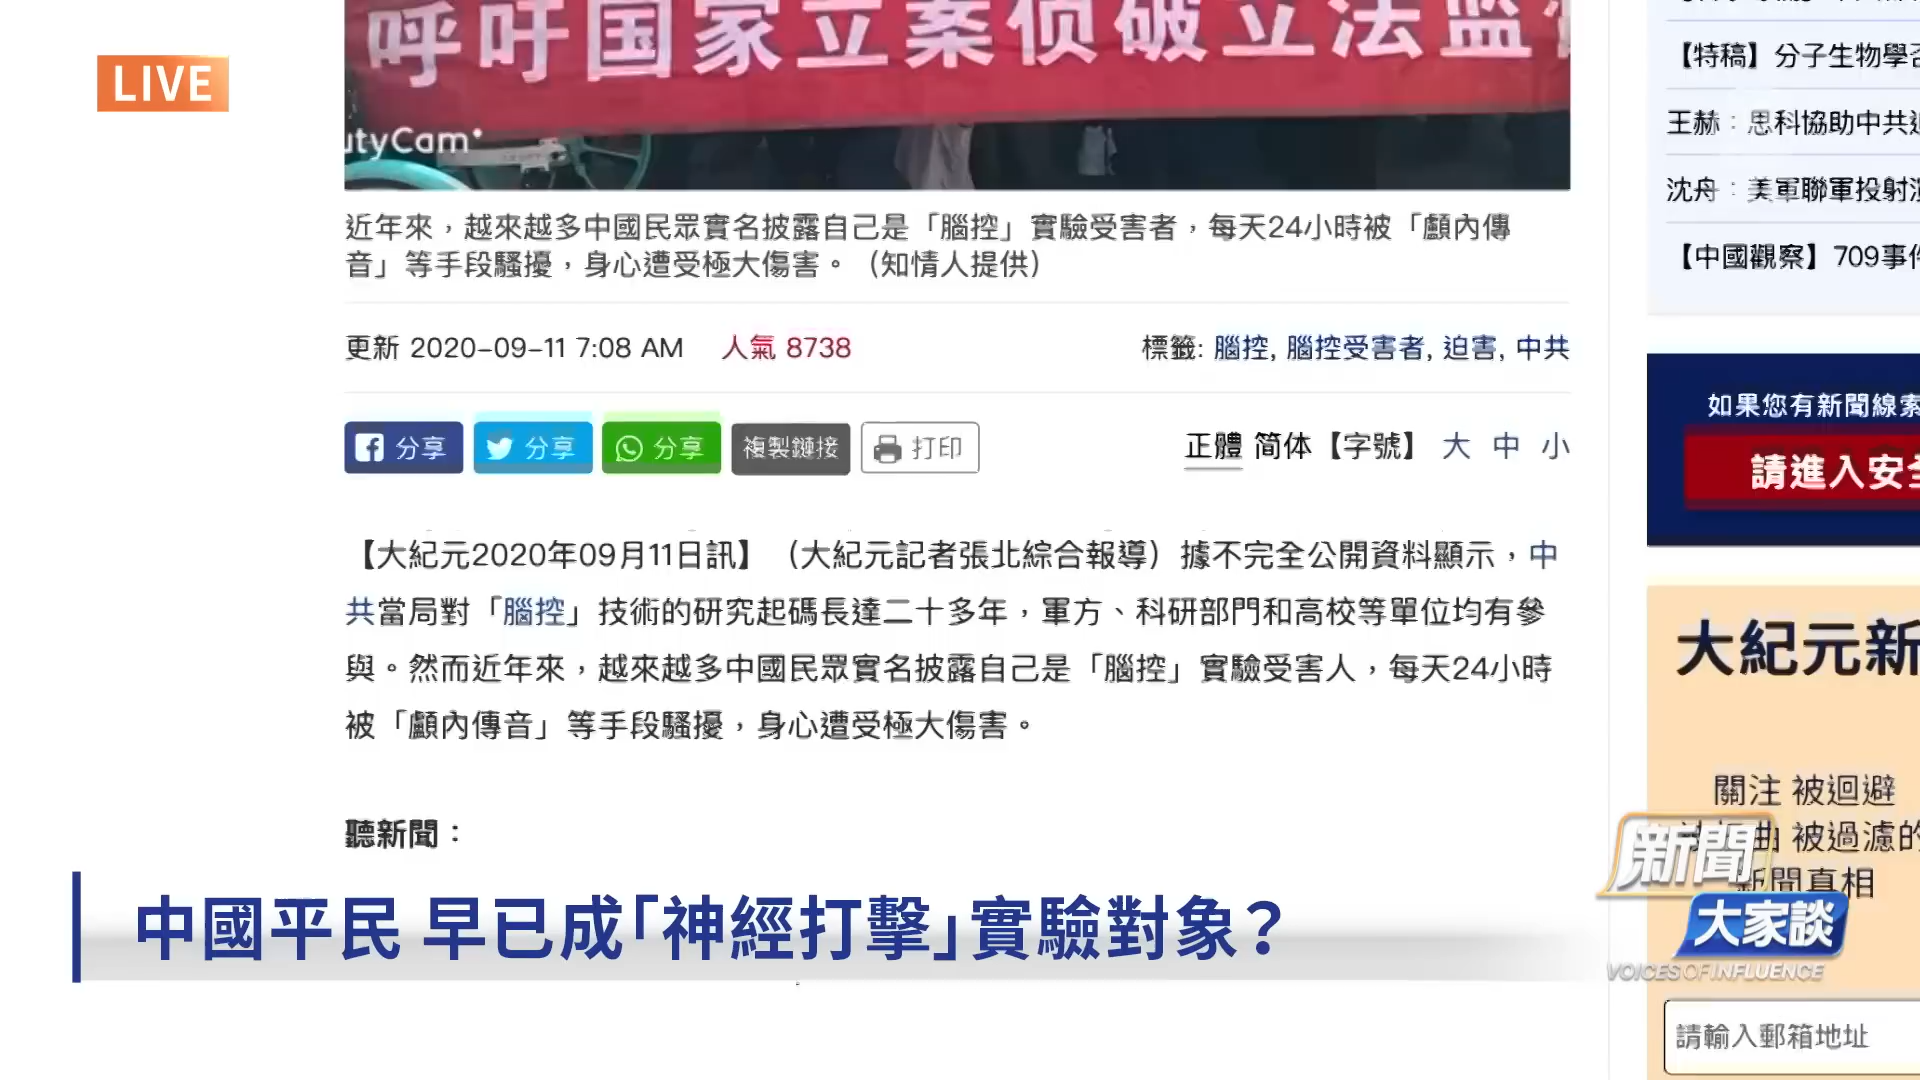 呼吁国家立案侦破立法监督
LIVE
utyCam
近年來，越來越多中國民眾實名披露自己是「腦控」實驗受害者，每天24小時被「顱內傳
音」等手段騷擾，身心遭受極大傷害。（知情人提供）
更新 2020-09-11 7:08 AM 人氣 8738
標籤: 腦控, 腦控受害者, 迫害, 中共
分享 分享 分享 複製鏈接 打印
正體 简体【字號】 大 中 小
【大紀元2020年09月11日訊】（大紀元記者張北綜合報導）據不完全公開資料顯示，中
共當局對「腦控」技術的研究起碼長達二十多年，軍方、科研部門和高校等單位均有參
與。然而近年來，越來越多中國民眾實名披露自己是「腦控」實驗受害人，每天24小時
被「顱內傳音」等手段騷擾，身心遭受極大傷害。
聽新聞：
中國平民 早已成「神經打擊」實驗對象？
【特稿】分子生物學否
王赫：思科協助中共迫
沈舟：美軍聯軍投射演
【中國觀察】709事件
如果您有新聞線索
請進入安全
大紀元新
關注 被迴避
被過濾的
新聞真相
新聞
大家談
VOICES OF INFLUENCE
請輸入郵箱地址